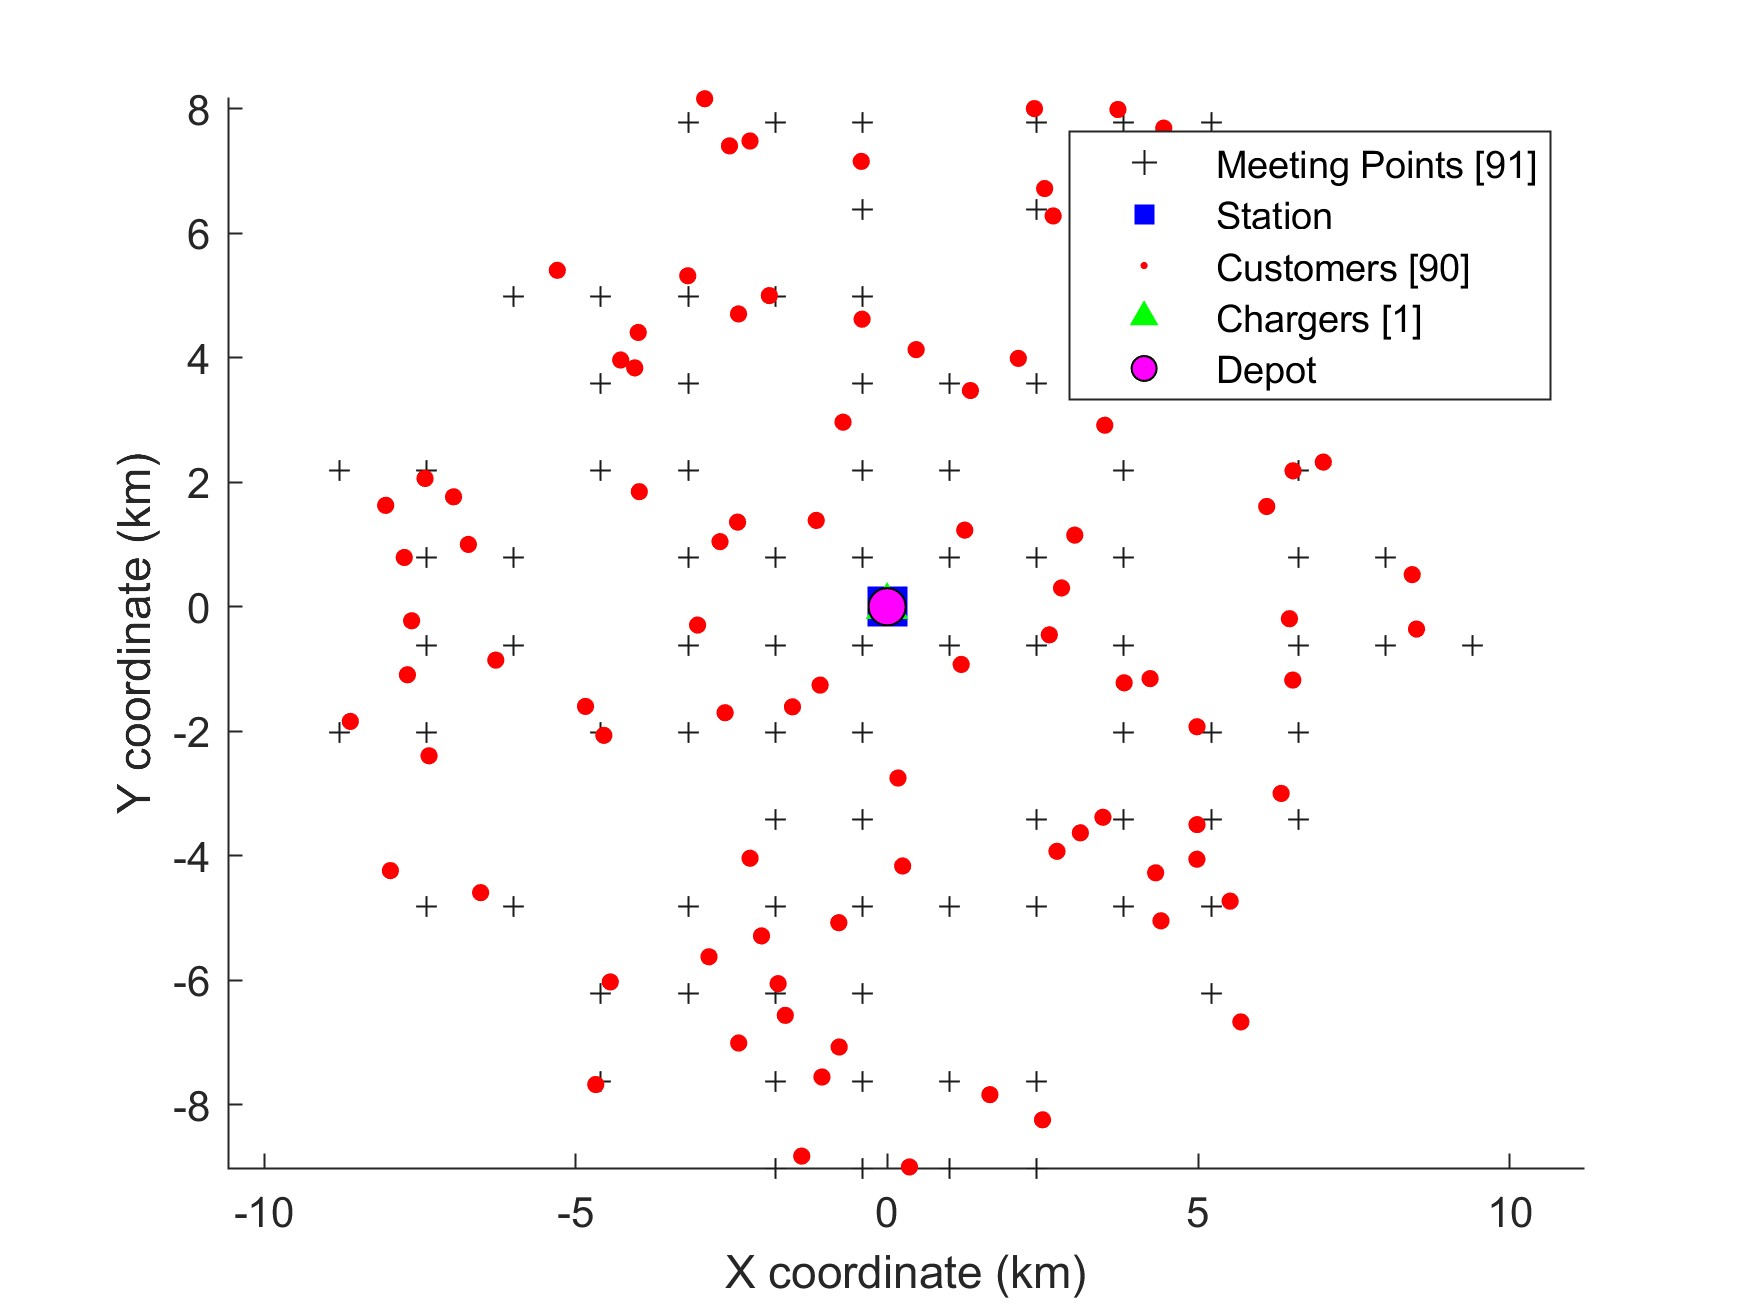 8
6
4
2
0
-2
-4
-6
-8
Y coordinate (km)
Meeting Points [91]
Station
Customers [90]
Chargers [1]
Depot
-10 -5 0 5 10
X coordinate (km)